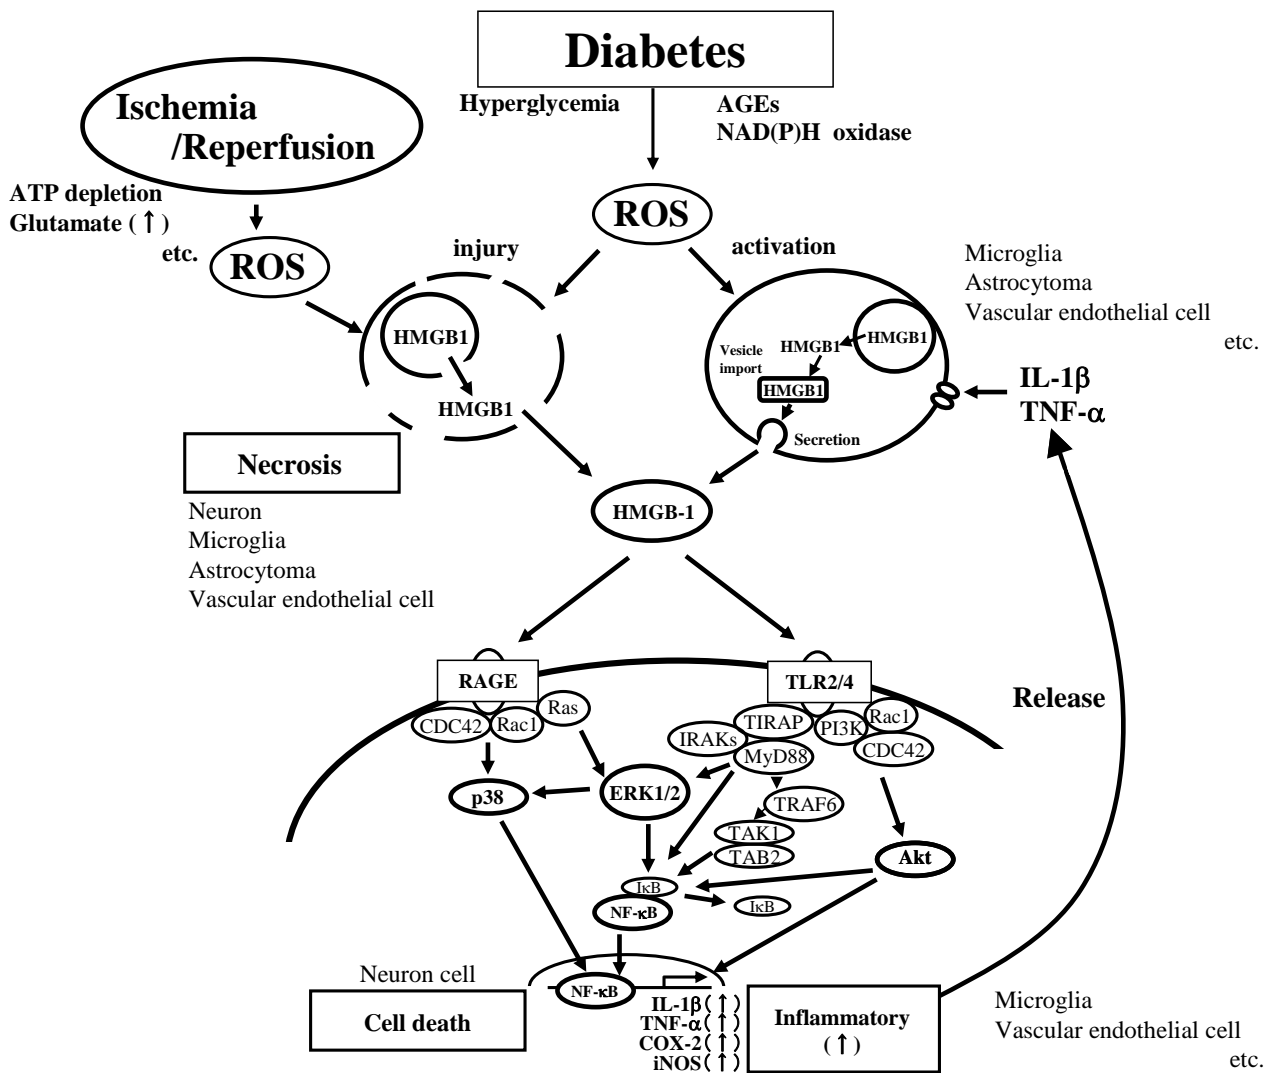 Diabetes
Ischemia
/Reperfusion
Hyperglycemia
AGEs
NAD(P)H oxidase
ATP depletion
Glutamate (↑)
etc.
ROS
ROS
injury
activation
Microglia
Astrocytoma
Vascular endothelial cell
etc.
HMGB1
HMGB1
Vesicle
import
HMGB1
HMGB1
HMGB1
Secretion
IL-1β
TNF-α
Necrosis
Neuron
Microglia
Astrocytoma
Vascular endothelial cell
HMGB-1
RAGE
TLR2/4
Release
CDC42
Rac1
Ras
IRAKs
TIRAP
MyD88
PI3K
Rac1
CDC42
p38
ERK1/2
TRAF6
TAK1
TAB2
Akt
IκB
NF-κB
IκB
Neuron cell
Cell death
NF-κB
IL-1β(↑)
TNF-α(↑)
COX-2(↑)
iNOS(↑)
Inflammatory
(↑)
Microglia
Vascular endothelial cell
etc.